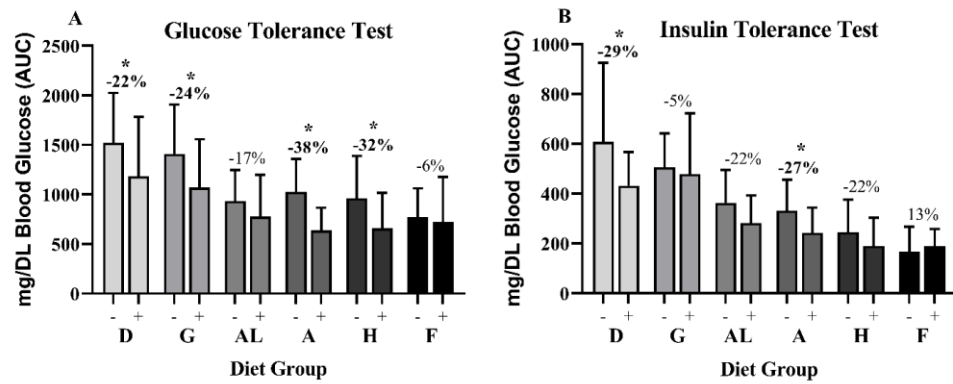 A
Glucose Tolerance Test
mg/DL Blood Glucose (AUC)
2500
2000
1500
1000
500
0
*
-22%
*
-24%
-17%
*
-38%
*
-32%
-6%
- + - + - + - + - + - +
D G AL A H F
Diet Group
B
Insulin Tolerance Test
mg/DL Blood Glucose (AUC)
1000
800
600
400
200
0
*
-29%
-5%
-22%
*
-27%
-22%
13%
- + - + - + - + - + - +
D G AL A H F
Diet Group